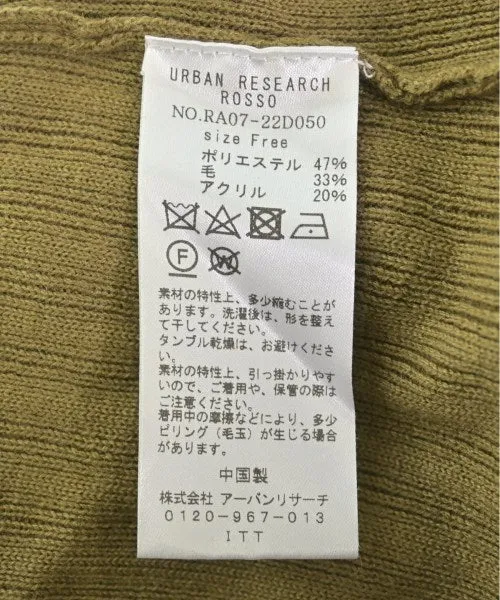 URBAN RESEARCH
ROSSO
NO.RA07-22D050
size Free
ポリエステル 47%
毛 33%
アクリル 20%
F W
素材の特性上、多少縮むことが
あります。洗濯後は、形を整え
て干してください。
タンブル乾燥は、お避けくださ
い。
素材の特性上、引っ掛かりやす
いので、ご着用や、保管の際は
ご注意ください。
着用中の摩擦などにより、多少
ピリング(毛玉)が生じる場合
があります。
中国製
株式会社 アーバンリサーチ
0120-967-013
ITT